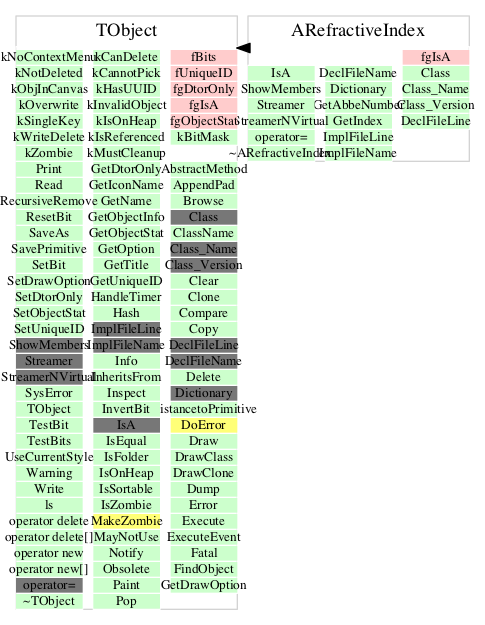 TObject ARefractiveIndex
kNoContextMenu kCanDelete fBits fgIsA
kNotDeleted kCannotPick fUniqueID IsA DeclFileName Class
kObjInCanvas kHasUUID fgDtorOnly ShowMembers Dictionary Class_Name
kOverwrite kInvalidObject fgIsA Streamer GetAbbeNumber Class_Version
kSingleKey kIsOnHeap fgObjectStat StreamerNVirtual GetIndex DeclFileLine
kWriteDelete kIsReferenced kBitMask operator= ImplFileLine
kZombie kMustCleanup ~ARefractiveIndex ImplFileName
Print GetDtorOnly AbstractMethod
Read GetIconName AppendPad
RecursiveRemove GetName Browse
ResetBit GetObjectInfo Class
SaveAs GetObjectStat ClassName
SavePrimitive GetOption Class_Name
SetBit GetTitle Class_Version
SetDrawOption GetUniqueID Clear
SetDtorOnly HandleTimer Clone
SetObjectStat Hash Compare
SetUniqueID ImplFileLine Copy
ShowMembers ImplFileName DeclFileLine
Streamer Info DeclFileName
StreamerNVirtual InheritsFrom Delete
SysError Inspect Dictionary
TObject InvertBit istancetoPrimitive
TestBit IsA DoError
TestBits IsEqual Draw
UseCurrentStyle IsFolder DrawClass
Warning IsOnHeap DrawClone
Write IsSortable Dump
ls IsZombie Error
operator delete MakeZombie Execute
operator delete[] MayNotUse ExecuteEvent
operator new Notify Fatal
operator new[] Obsolete FindObject
operator= Paint GetDrawOption
~TObject Pop